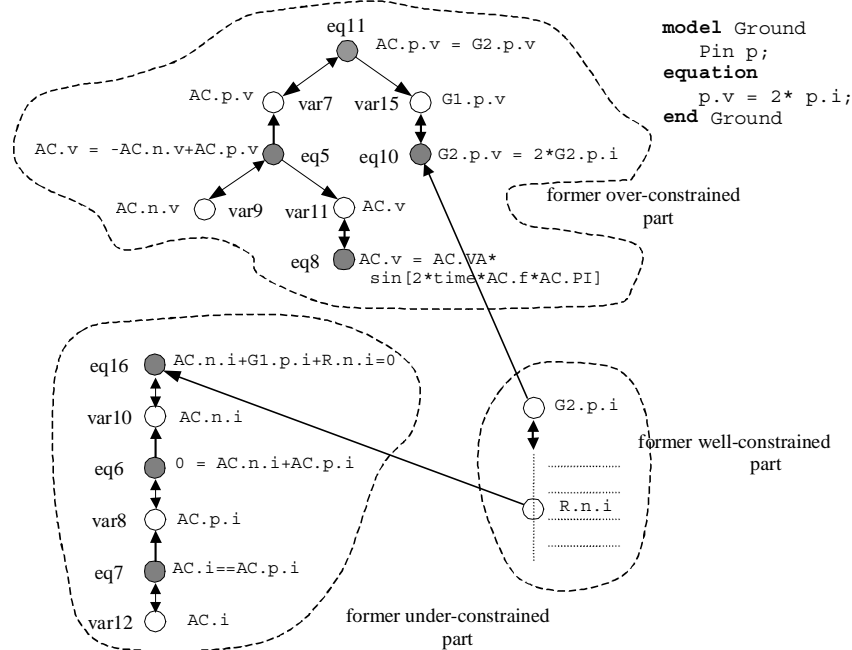 eq11
AC.p.v = G2.p.v
model Ground
Pin p;
equation
p.v = 2* p.i;
end Ground
AC.p.v
var7
var15
G1.p.v
AC.v = -AC.n.v+AC.p.v
eq5
eq10
G2.p.v = 2*G2.p.i
former over-constrained
part
AC.n.v
var9
var11
AC.v
eq8
AC.v = AC.VA*
sin[2*time*AC.f*AC.PI]
eq16
AC.n.i+G1.p.i+R.n.i=0
var10
AC.n.i
G2.p.i
former well-constrained
part
eq6
0 = AC.n.i+AC.p.i
R.n.i
var8
AC.p.i
eq7
AC.i==AC.p.i
var12
AC.i
former under-constrained
part